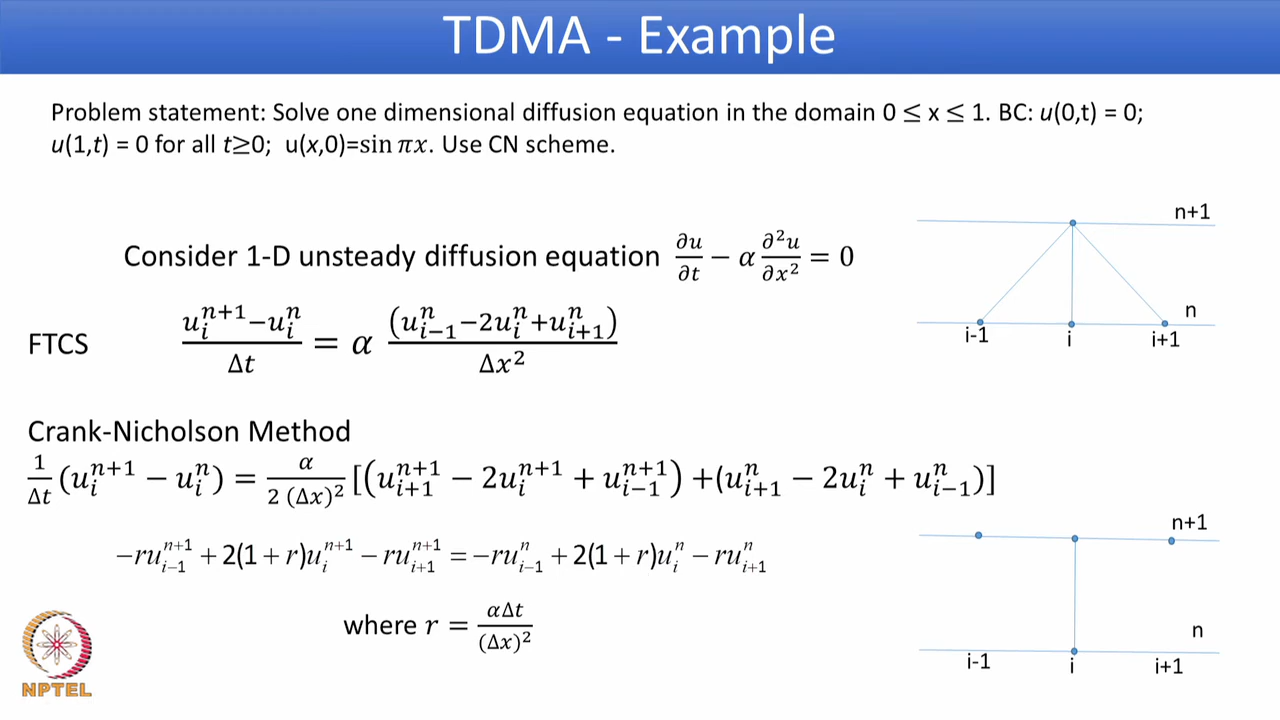 TDMA - Example
Problem statement: Solve one dimensional diffusion equation in the domain 0 ≤ x ≤ 1. BC: u(0,t) = 0;
u(1,t) = 0 for all t≥0; u(x,0)=sin πx. Use CN scheme.
n+1
Consider 1-D unsteady diffusion equation ∂u/∂t − α ∂²u/∂x² = 0
n
i-1 i i+1
FTCS (u_i^{n+1}−u_i^n)/Δt = α (u_{i−1}^n−2u_i^n+u_{i+1}^n)/Δx²
Crank-Nicholson Method
1/Δt (u_i^{n+1} − u_i^n) = α/(2 (Δx)²) [(u_{i+1}^{n+1} − 2u_i^{n+1} + u_{i−1}^{n+1}) +(u_{i+1}^n − 2u_i^n + u_{i−1}^n)]
n+1
−ru_{i−1}^{n+1} + 2(1+r)u_i^{n+1} − ru_{i+1}^{n+1} = −ru_{i−1}^n + 2(1+r)u_i^n − ru_{i+1}^n
where r = αΔt/(Δx)²
n
i-1 i i+1
NPTEL